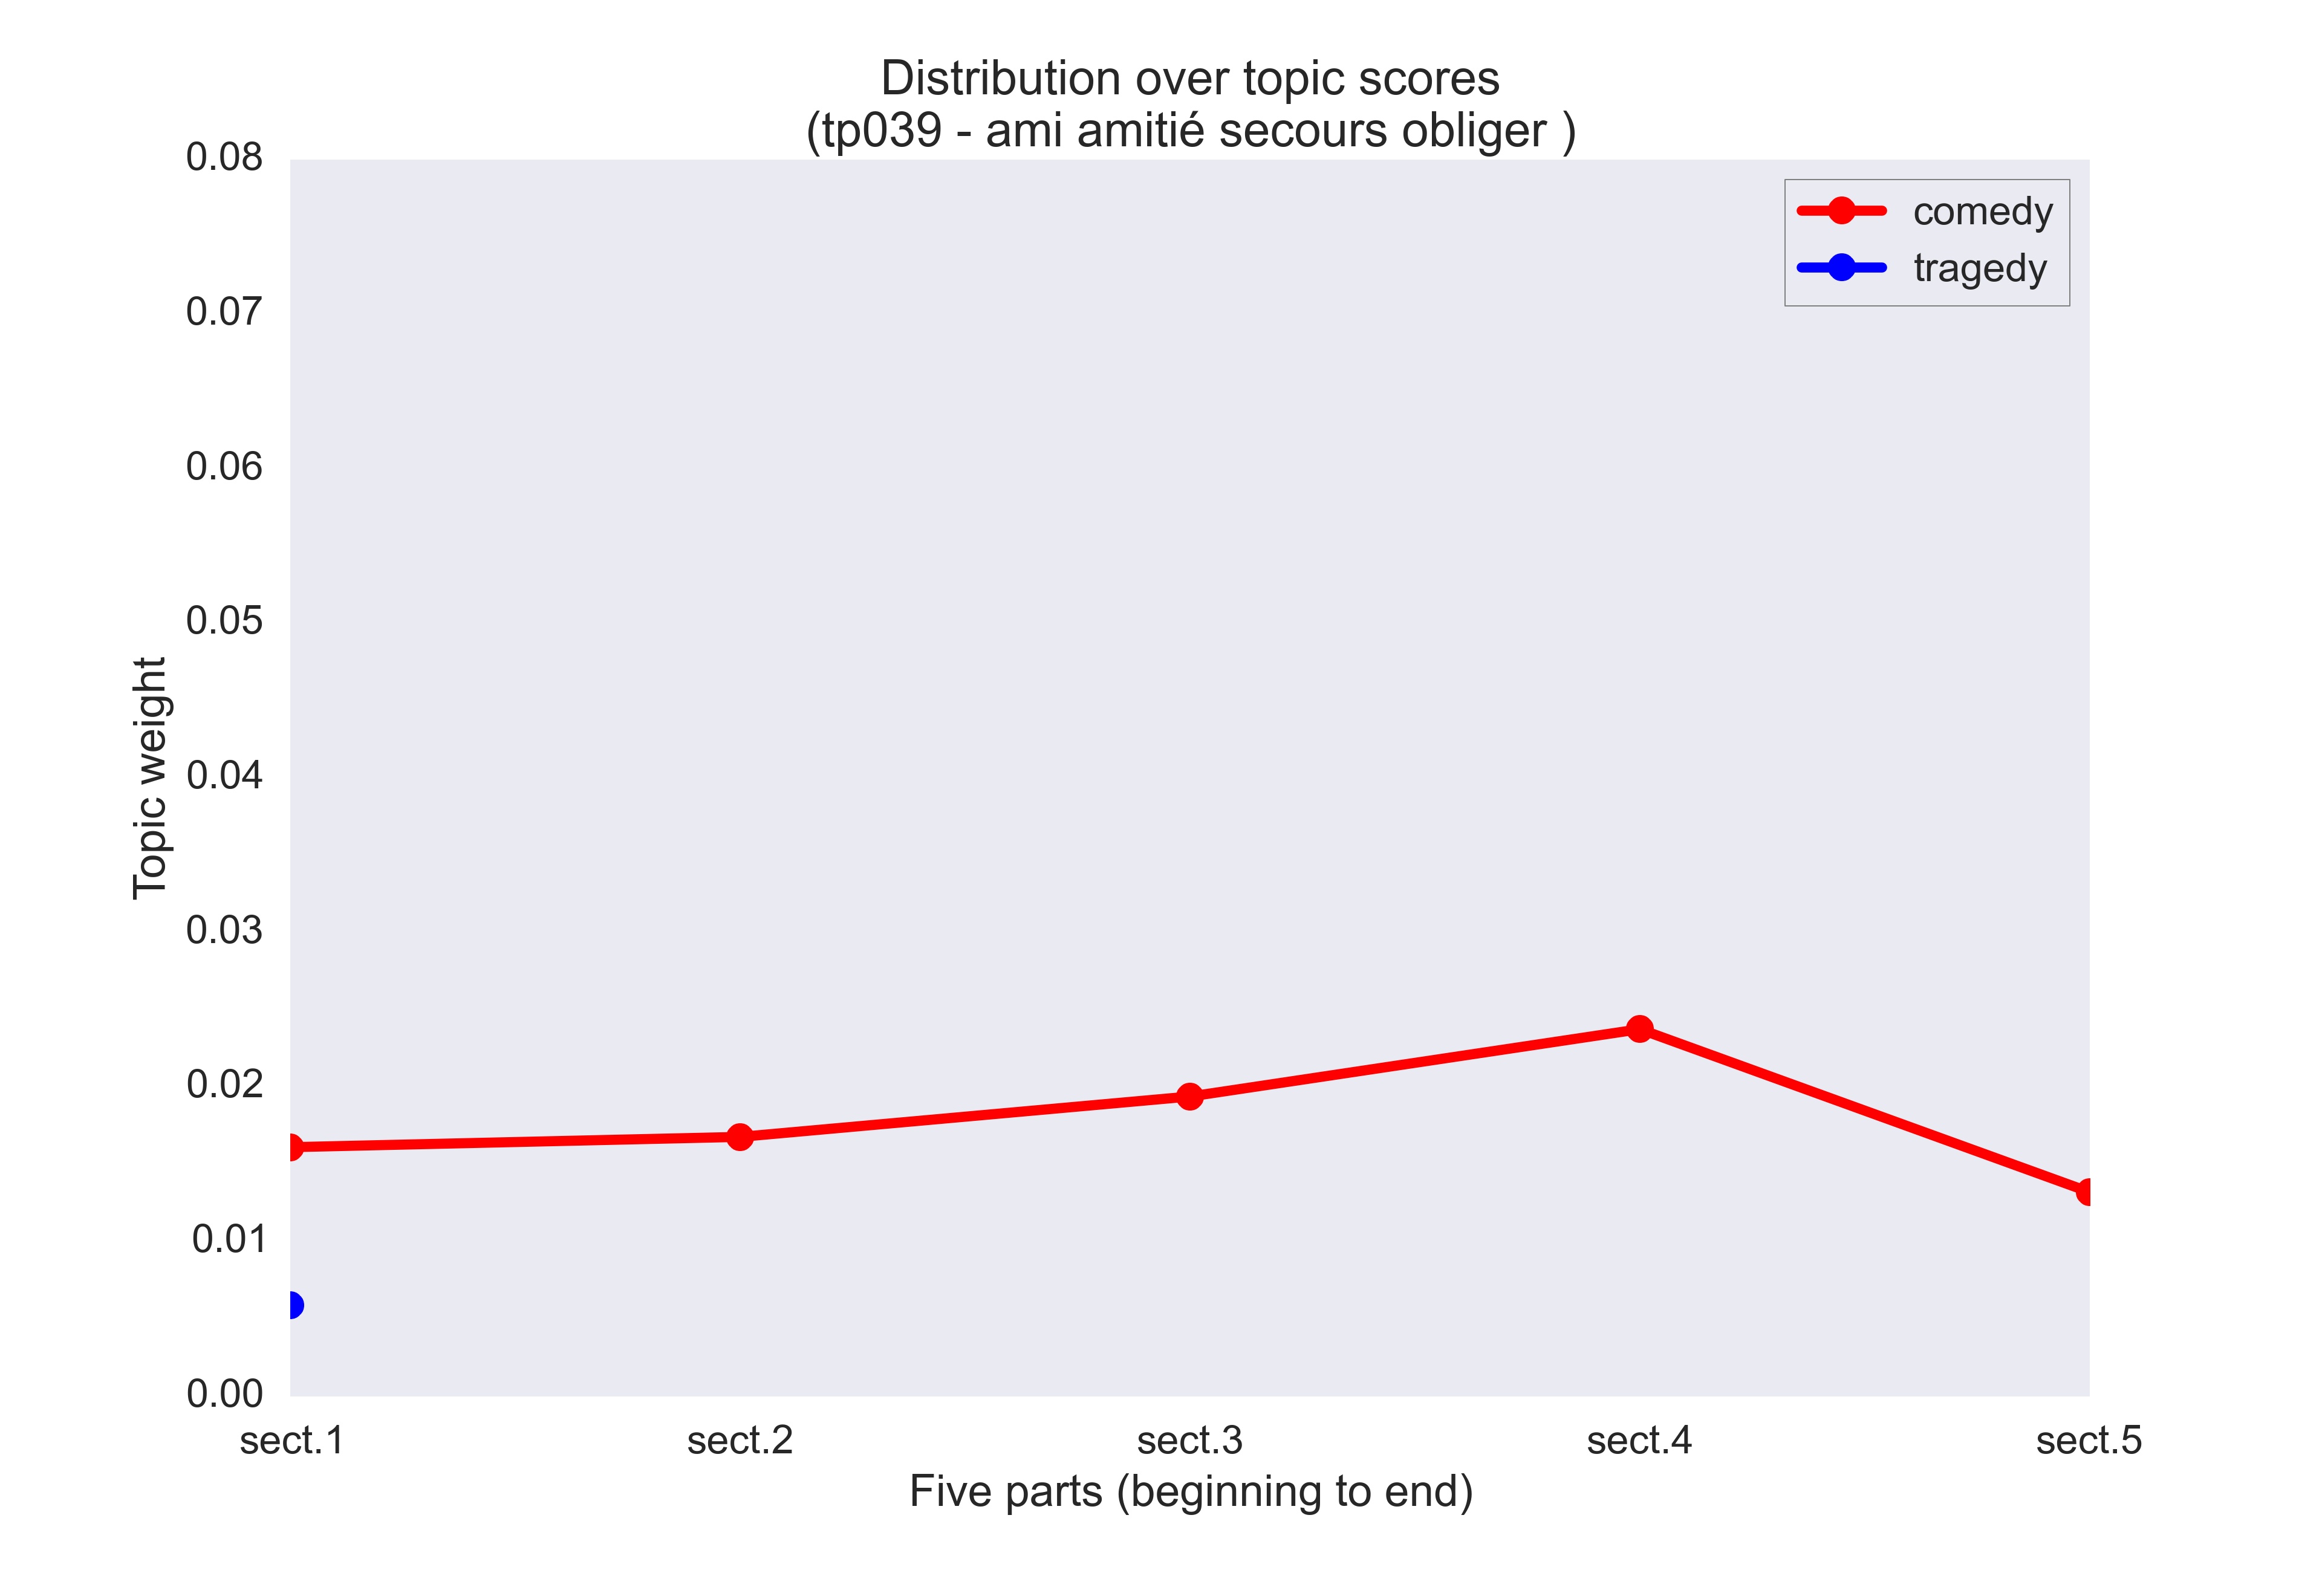 Distribution over topic scores
(tp039 - ami amitié secours obliger )
comedy
tragedy
Topic weight
0.08
0.07
0.06
0.05
0.04
0.03
0.02
0.01
0.00
sect.1 sect.2 sect.3 sect.4 sect.5
Five parts (beginning to end)